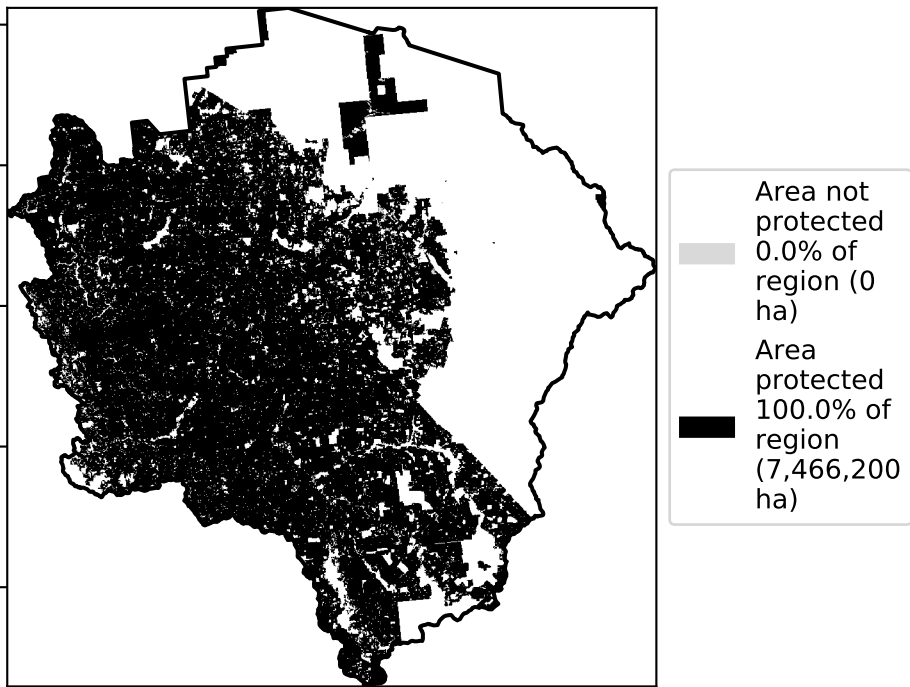 Area not
protected
0.0% of
region (0
ha)
Area
protected
100.0% of
region
(7,466,200
ha)